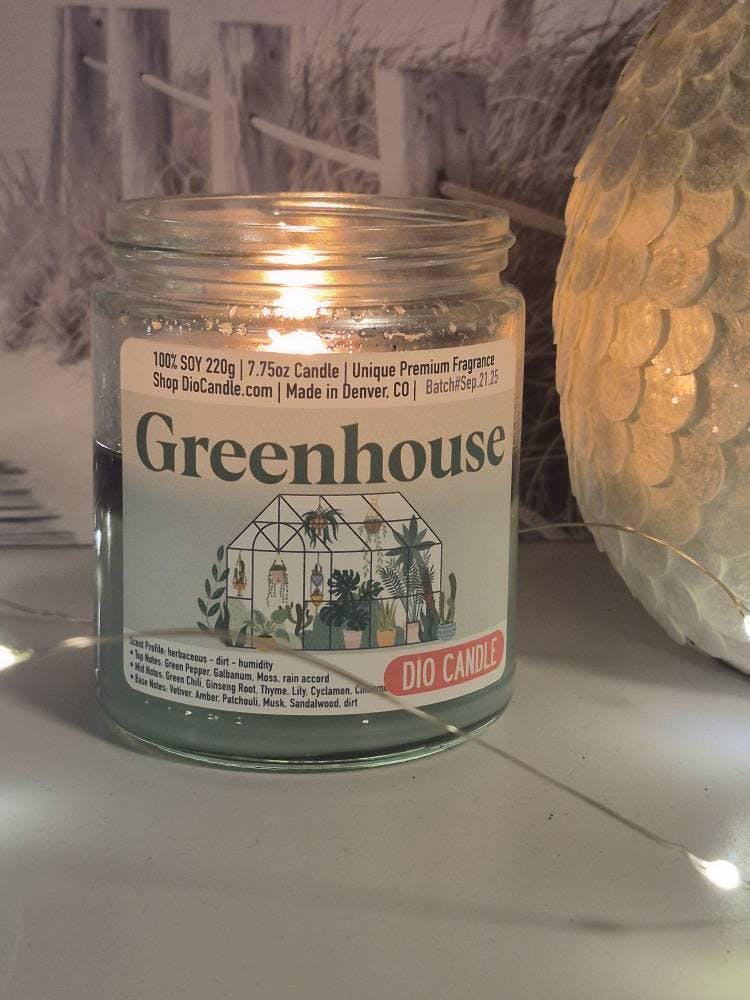 100% SOY 220g | 7.75oz Candle | Unique Premium Fragrance
Shop DioCandle.com | Made in Denver, CO | Batch#Sep.21.25
Greenhouse
Scent Profile: herbaceous - dirt - humidity
• Top Notes: Green Pepper, Galbanum, Moss, rain accord
• Mid Notes: Green Chili, Ginseng Root, Thyme, Lily, Cyclamen,
• Base Notes: Vetiver, Amber, Patchouli, Musk, Sandalwood, dirt
DIO CANDLE